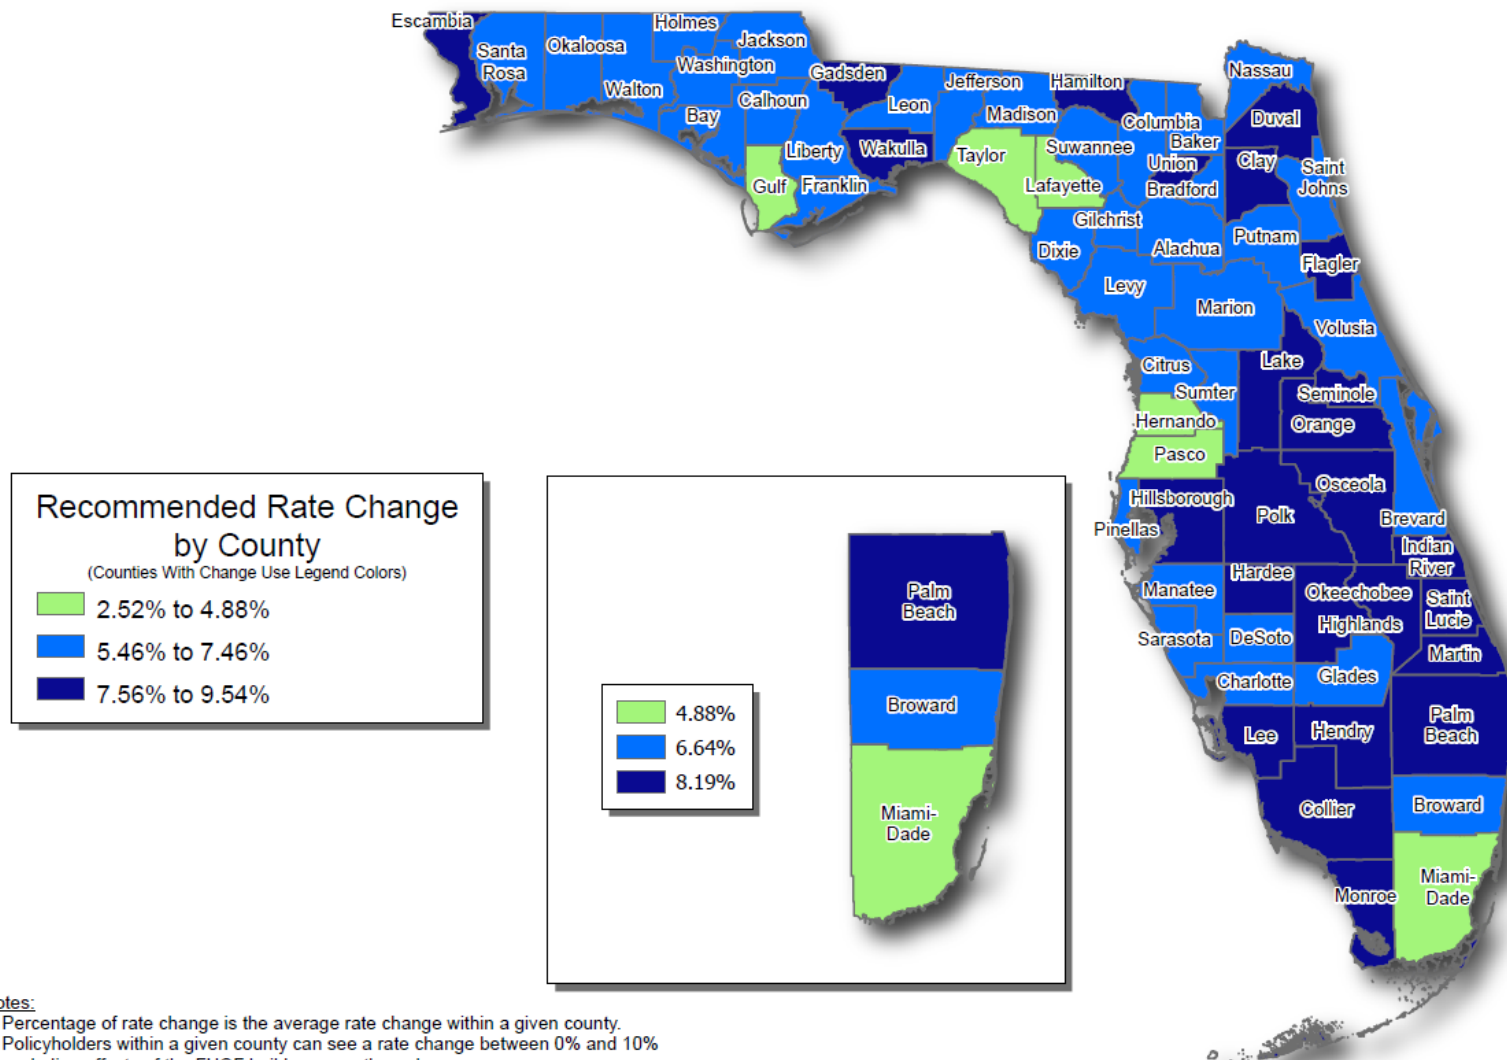 Escambia
Santa
Rosa
Okaloosa
Walton
Holmes
Washington
Jackson
Bay
Calhoun
Gulf
Liberty
Franklin
Gadsden
Leon
Wakulla
Jefferson
Madison
Taylor
Hamilton
Suwannee
Lafayette
Columbia
Baker
Union
Bradford
Nassau
Duval
Clay
Saint
Johns
Gilchrist
Dixie
Alachua
Putnam
Flagler
Levy
Marion
Volusia
Citrus
Sumter
Lake
Seminole
Orange
Hernando
Pasco
Hillsborough
Pinellas
Polk
Osceola
Brevard
Indian
River
Manatee
Hardee
Okeechobee
Highlands
Saint
Lucie
Sarasota
DeSoto
Martin
Charlotte
Glades
Lee
Hendry
Palm
Beach
Collier
Broward
Monroe
Miami-
Dade
Recommended Rate Change
by County
(Counties With Change Use Legend Colors)
2.52% to 4.88%
5.46% to 7.46%
7.56% to 9.54%
Palm
Beach
Broward
Miami-
Dade
4.88%
6.64%
8.19%
otes:
Percentage of rate change is the average rate change within a given county.
Policyholders within a given county can see a rate change between 0% and 10%